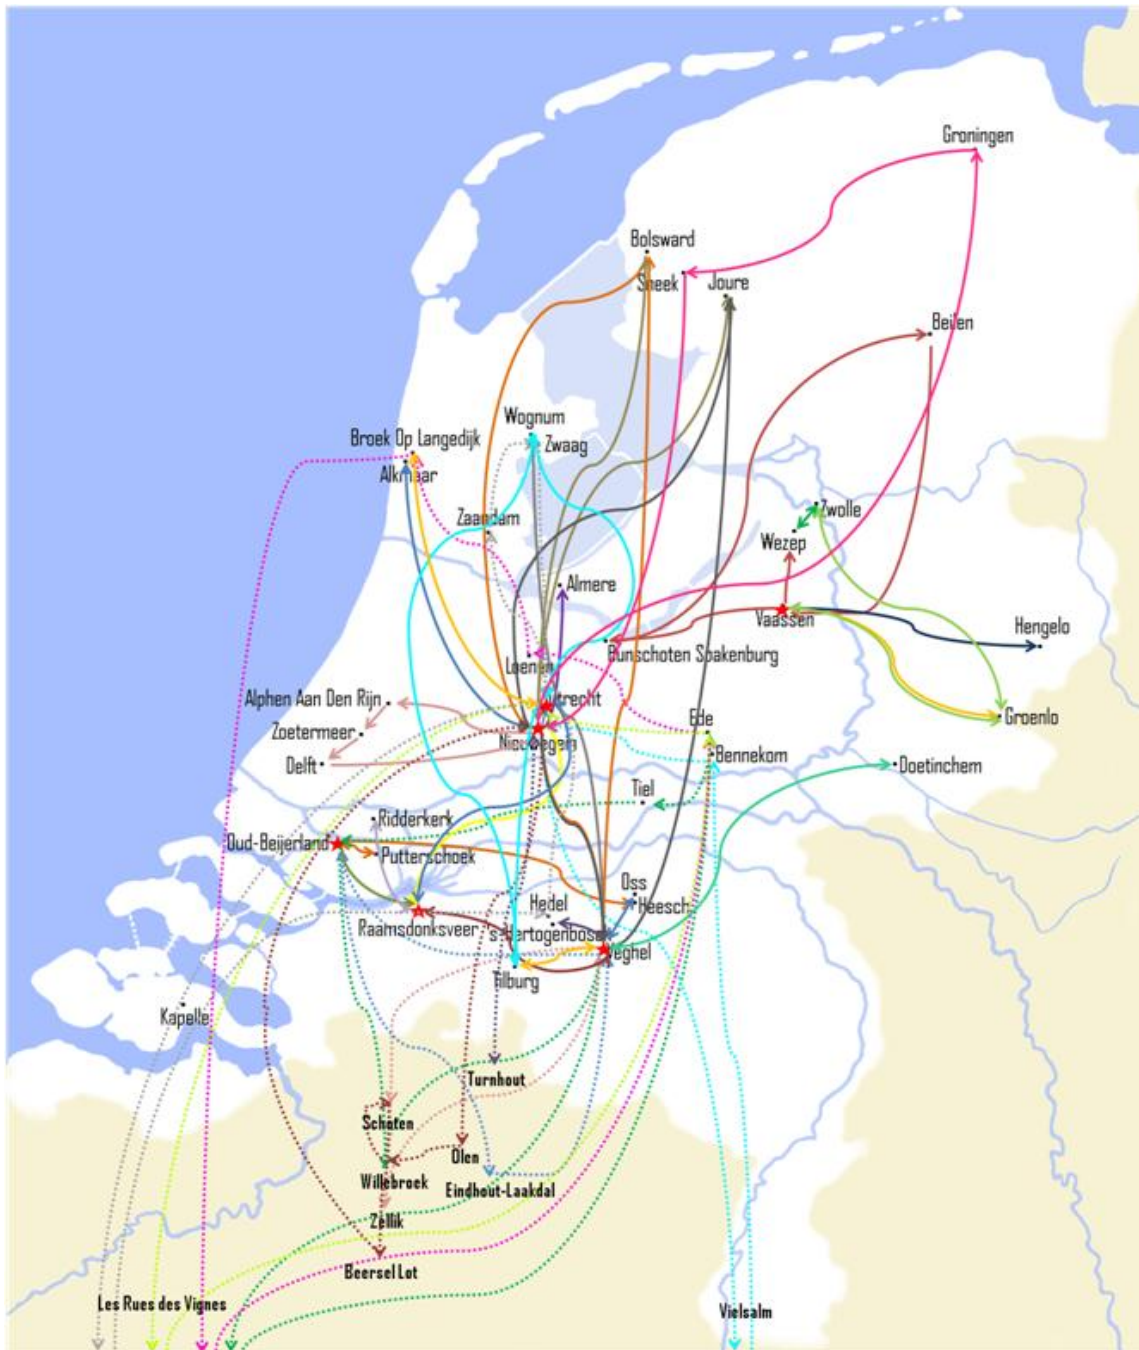 Groningen
Bolsward
Sneek
Joure
Beilen
Wognum
Zwaag
Broek Op Langedijk
Alkmaar
Zaandam
Zwolle
Wezep
Almere
Vaassen
Hengelo
Loenen
Bunschoten Spakenburg
Alphen Aan Den Rijn
Utrecht
Groenlo
Zoetermeer
Ede
Nieuwegein
Bennekom
Delft
Doetinchem
Tiel
Ridderkerk
Oud-Beijerland
Putterschoek
Oss
Hedel
Heesch
Raamsdonksveer
s-Hertogenbosch
Veghel
Tilburg
Kapelle
Turnhout
Schoten
Olen
Willebroek
Eindhout-Laakdal
Zellik
Beersel Lot
Les Rues des Vignes
Vielsalm